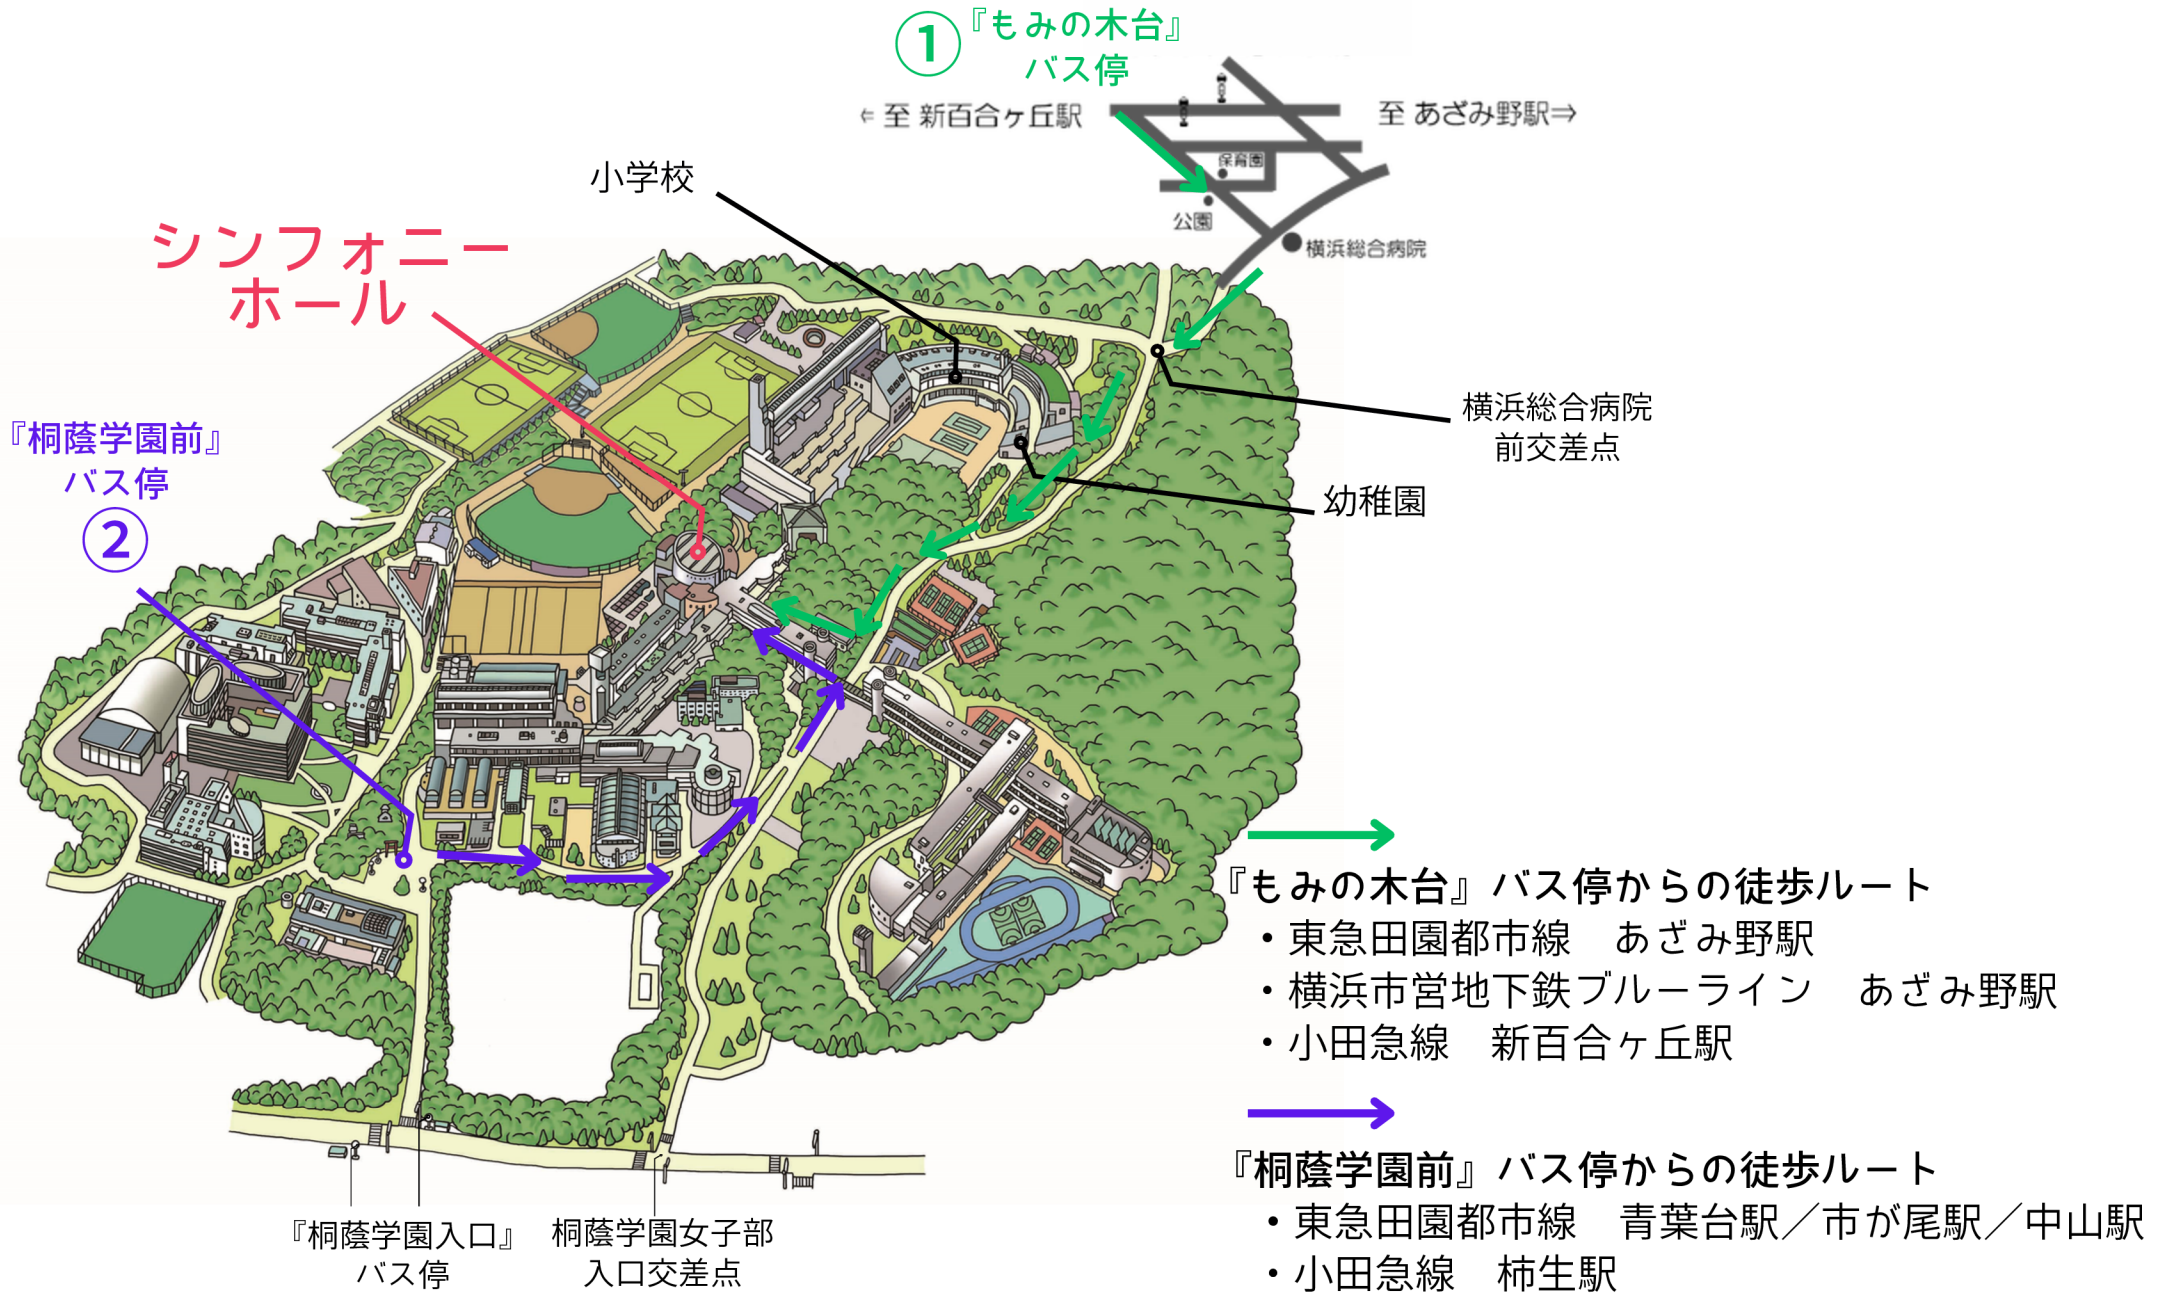 ①
『もみの木台』
バス停
⇐ 至 新百合ヶ丘駅
至 あざみ野駅⇒
保育園
公園
横浜総合病院
小学校
シンフォニー
ホール
横浜総合病院
前交差点
幼稚園
『桐蔭学園前』
バス停
②
『もみの木台』バス停からの徒歩ルート
・東急田園都市線　あざみ野駅
・横浜市営地下鉄ブルーライン　あざみ野駅
・小田急線　新百合ヶ丘駅
『桐蔭学園前』バス停からの徒歩ルート
・東急田園都市線　青葉台駅／市が尾駅／中山駅
・小田急線　柿生駅
『桐蔭学園入口』
バス停
桐蔭学園女子部
入口交差点